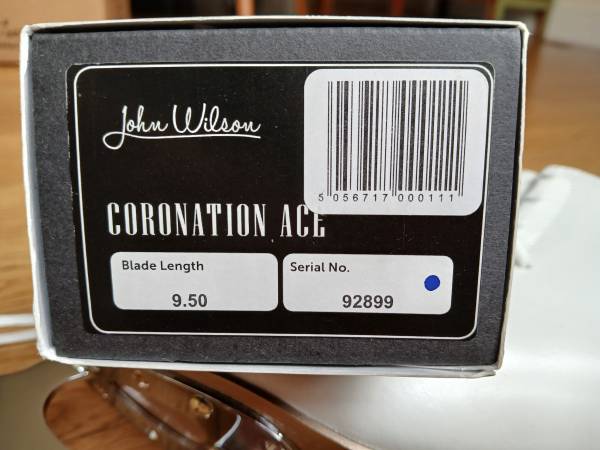 John Wilson
5 056717 000111
CORONATION ACE
Blade Length
9.50
Serial No.
92899